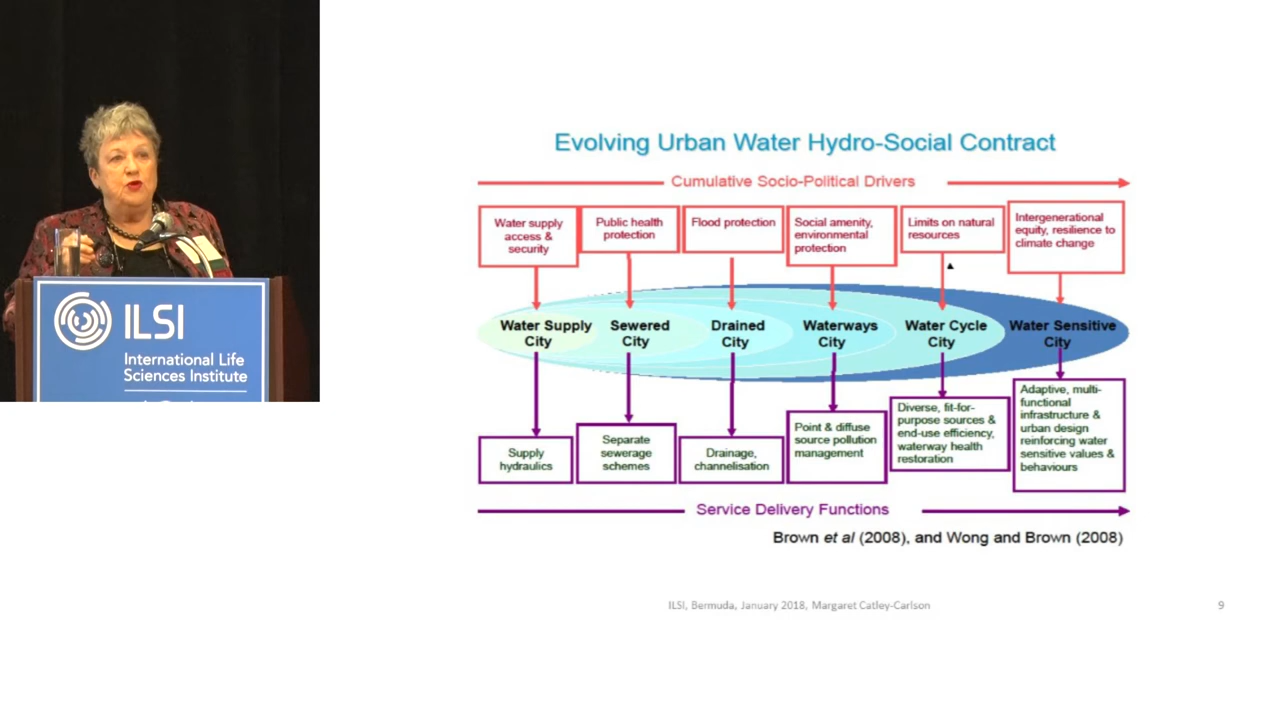 ILSI
International Life
Sciences Institute
Evolving Urban Water Hydro-Social Contract
Cumulative Socio-Political Drivers
Water supply
access &
security
Public health
protection
Flood protection
Social amenity,
environmental
protection
Limits on natural
resources
Intergenerational
equity, resilience to
climate change
Water Supply
City
Sewered
City
Drained
City
Waterways
City
Water Cycle
City
Water Sensitive
City
Supply
hydraulics
Separate
sewerage
schemes
Drainage,
channelisation
Point & diffuse
source pollution
management
Diverse, fit-for-
purpose sources &
end-use efficiency,
waterway health
restoration
Adaptive, multi-
functional
infrastructure &
urban design
reinforcing water
sensitive values &
behaviours
Service Delivery Functions
Brown et al (2008), and Wong and Brown (2008)
ILSI, Bermuda, January 2018, Margaret Catley-Carlson
9